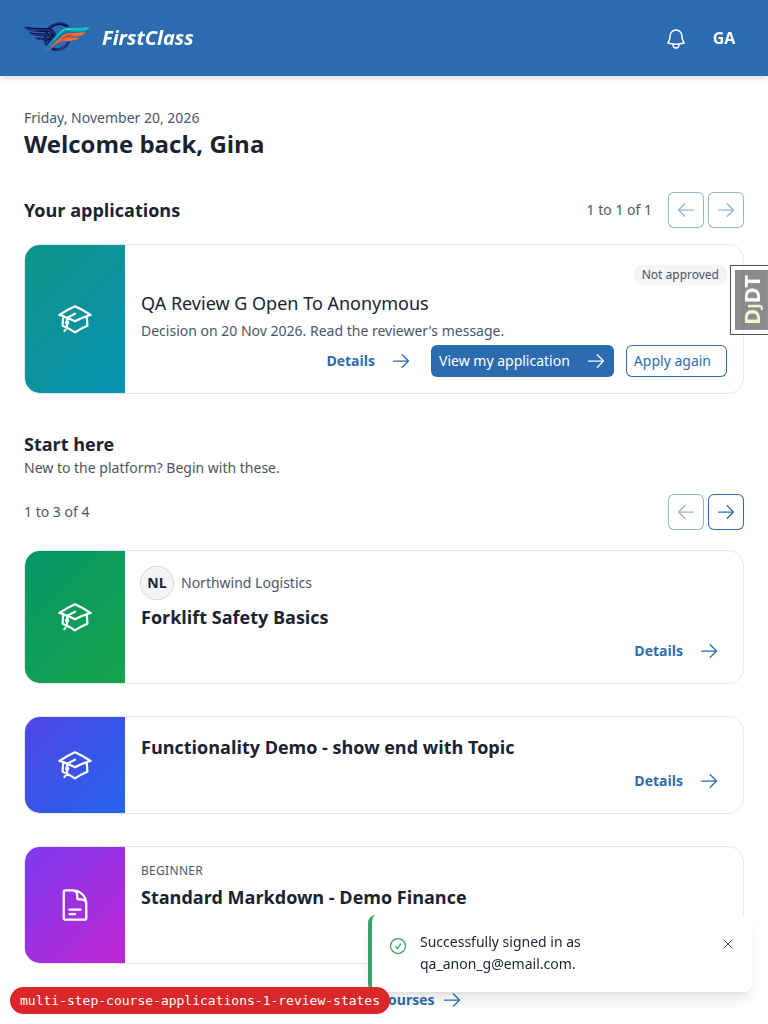 FirstClass
GA
Friday, November 20, 2026
Welcome back, Gina
Your applications
1 to 1 of 1
Not approved
DJDT
QA Review G Open To Anonymous
Decision on 20 Nov 2026. Read the reviewer's message.
Details
View my application
Apply again
Start here
New to the platform? Begin with these.
1 to 3 of 4
NL
Northwind Logistics
Forklift Safety Basics
Details
Functionality Demo - show end with Topic
Details
BEGINNER
Standard Markdown - Demo Finance
Successfully signed in as
qa_anon_g@email.com.
multi-step-course-applications-1-review-states
ourses